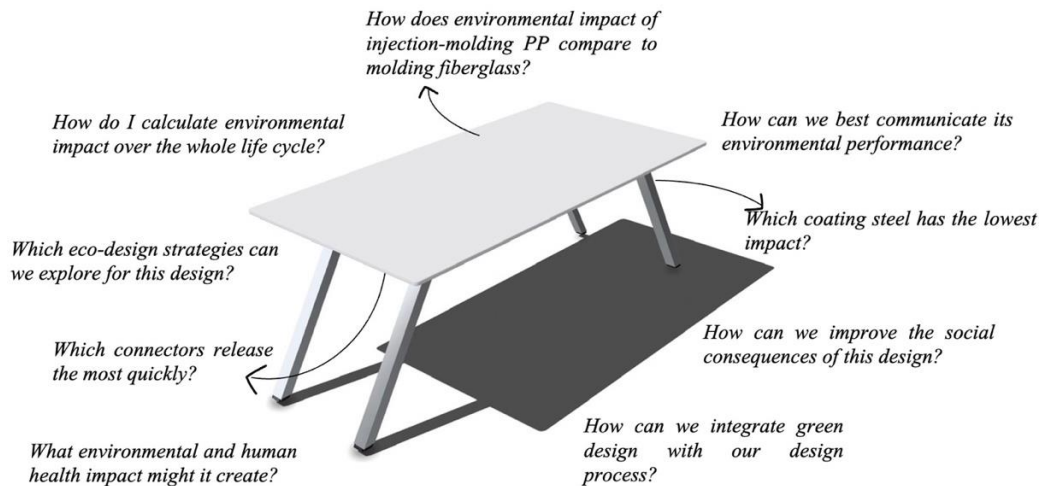 How does environmental impact of
injection-molding PP compare to
molding fiberglass?
How do I calculate environmental
impact over the whole life cycle?
How can we best communicate its
environmental performance?
Which coating steel has the lowest
impact?
Which eco-design strategies can
we explore for this design?
Which connectors release
the most quickly?
How can we improve the social
consequences of this design?
What environmental and human
health impact might it create?
How can we integrate green
design with our design
process?